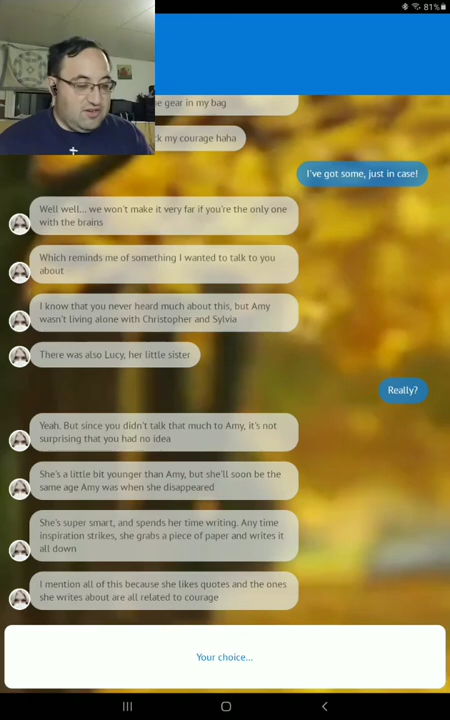 81%
e gear in my bag
ck my courage haha
I've got some, just in case!
Well well... we won't make it very far if you're the only one
with the brains
Which reminds me of something I wanted to talk to you
about
I know that you never heard much about this, but Amy
wasn't living alone with Christopher and Sylvia
There was also Lucy, her little sister
Really?
Yeah. But since you didn't talk that much to Amy, it's not
surprising that you had no idea
She's a little bit younger than Amy, but she'll soon be the
same age Amy was when she disappeared
She's super smart, and spends her time writing. Any time
inspiration strikes, she grabs a piece of paper and writes it
all down
I mention all of this because she likes quotes and the ones
she writes about are all related to courage
Your choice...